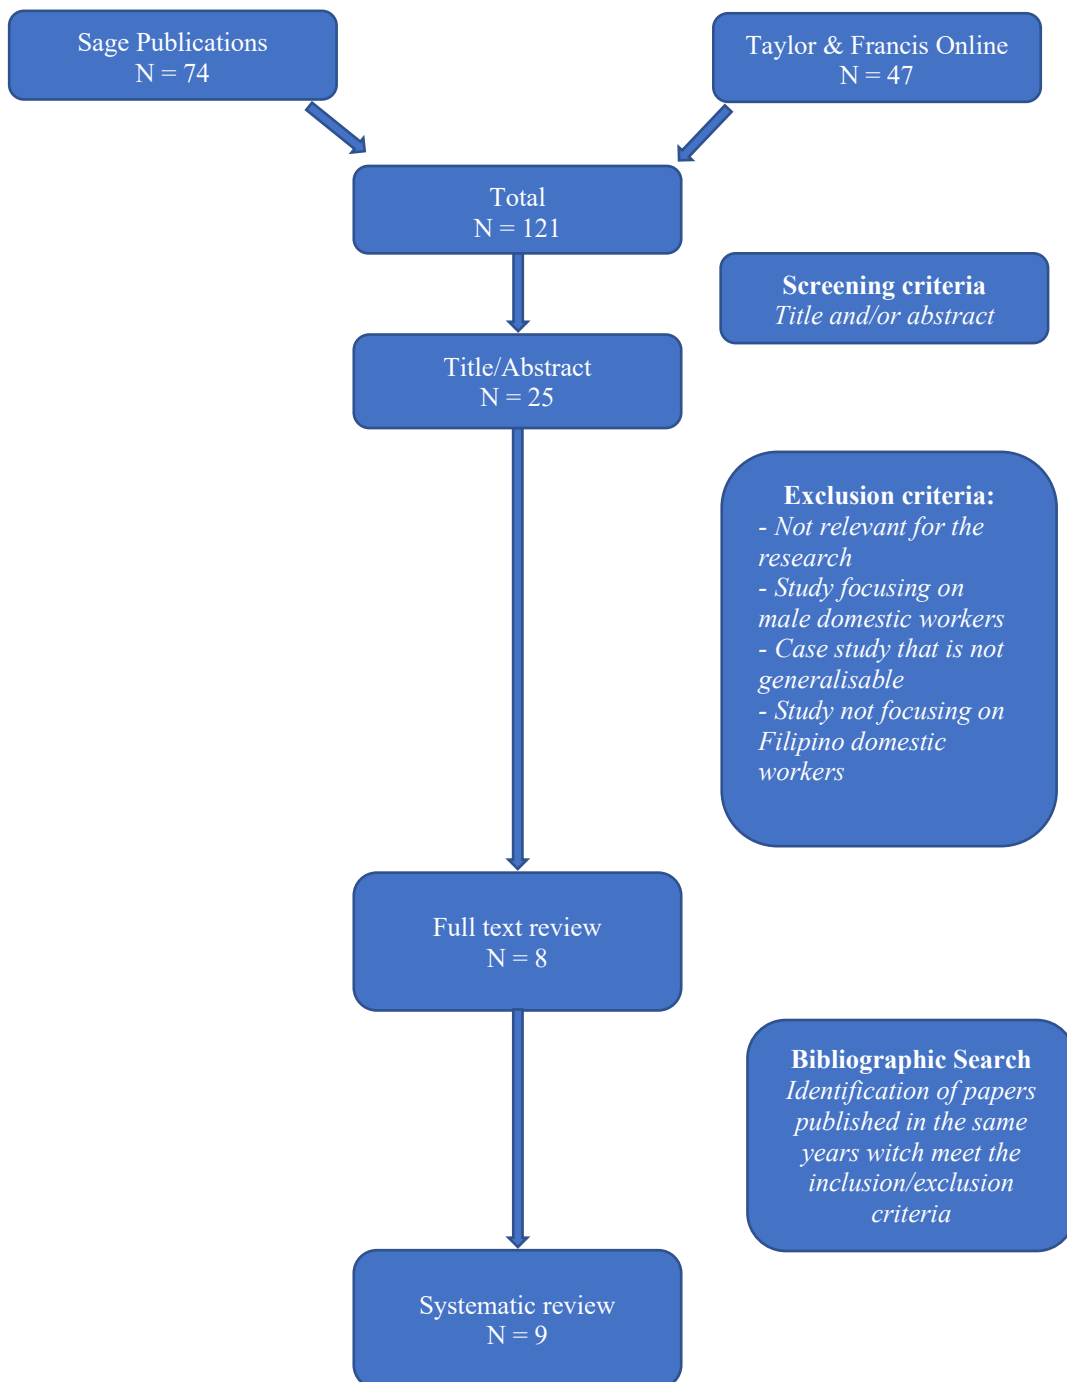 Sage Publications
N = 74
Taylor & Francis Online
N = 47
Total
N = 121
Screening criteria
Title and/or abstract
Title/Abstract
N = 25
Exclusion criteria:
- Not relevant for the
research
- Study focusing on
male domestic workers
- Case study that is not
generalisable
- Study not focusing on
Filipino domestic
workers
Full text review
N = 8
Bibliographic Search
Identification of papers
published in the same
years witch meet the
inclusion/exclusion
criteria
Systematic review
N = 9